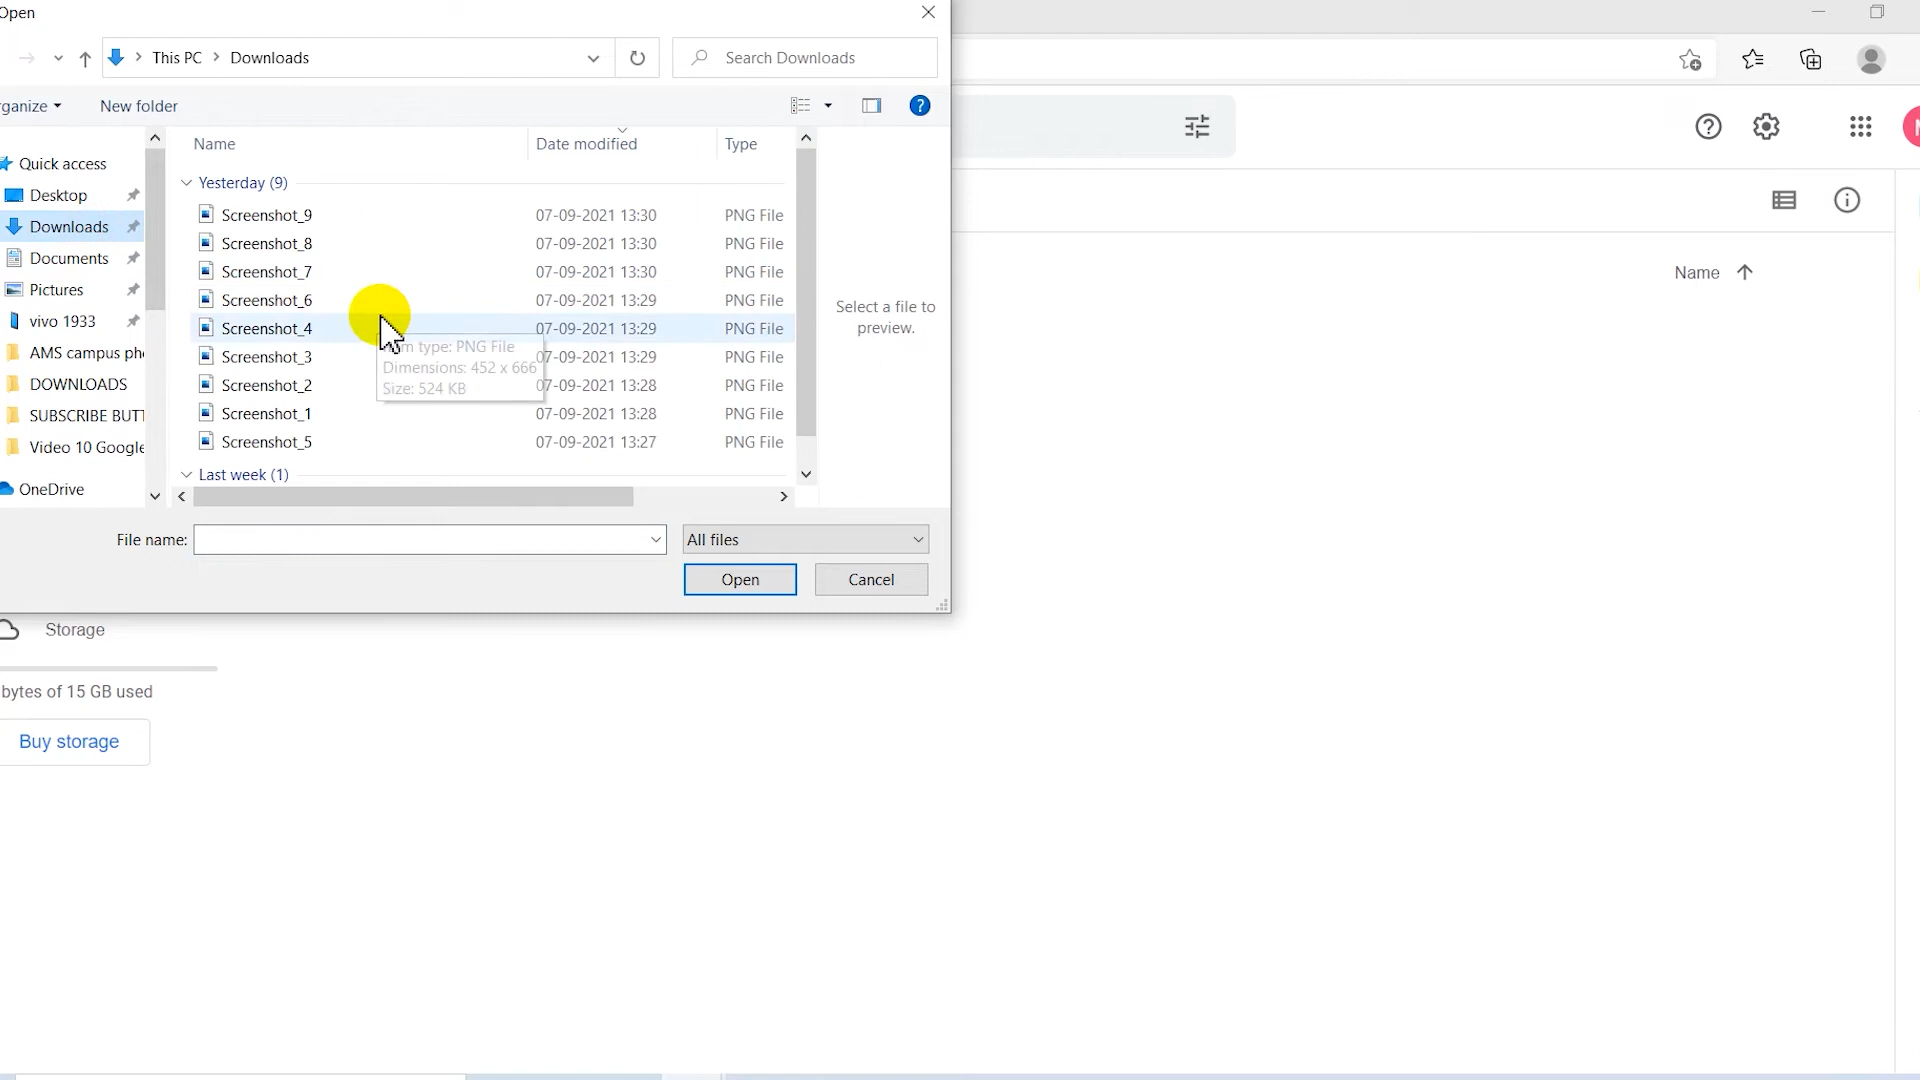 Open
This PC > Downloads
Search Downloads
rganize
New folder
Name
Date modified
Type
Quick access
Desktop
Downloads
Documents
Pictures
vivo 1933
AMS campus ph
DOWNLOADS
SUBSCRIBE BUT
Video 10 Google
OneDrive
Yesterday (9)
Screenshot_9 07-09-2021 13:30 PNG File
Screenshot_8 07-09-2021 13:30 PNG File
Screenshot_7 07-09-2021 13:30 PNG File
Screenshot_6 07-09-2021 13:29 PNG File
Screenshot_4 07-09-2021 13:29 PNG File
Screenshot_3 07-09-2021 13:29 PNG File
Screenshot_2 07-09-2021 13:28 PNG File
Screenshot_1 07-09-2021 13:28 PNG File
Screenshot_5 07-09-2021 13:27 PNG File
Last week (1)
type: PNG File
Dimensions: 452 x 666
Size: 524 KB
Select a file to
preview.
File name:
All files
Open
Cancel
Name
Storage
bytes of 15 GB used
Buy storage